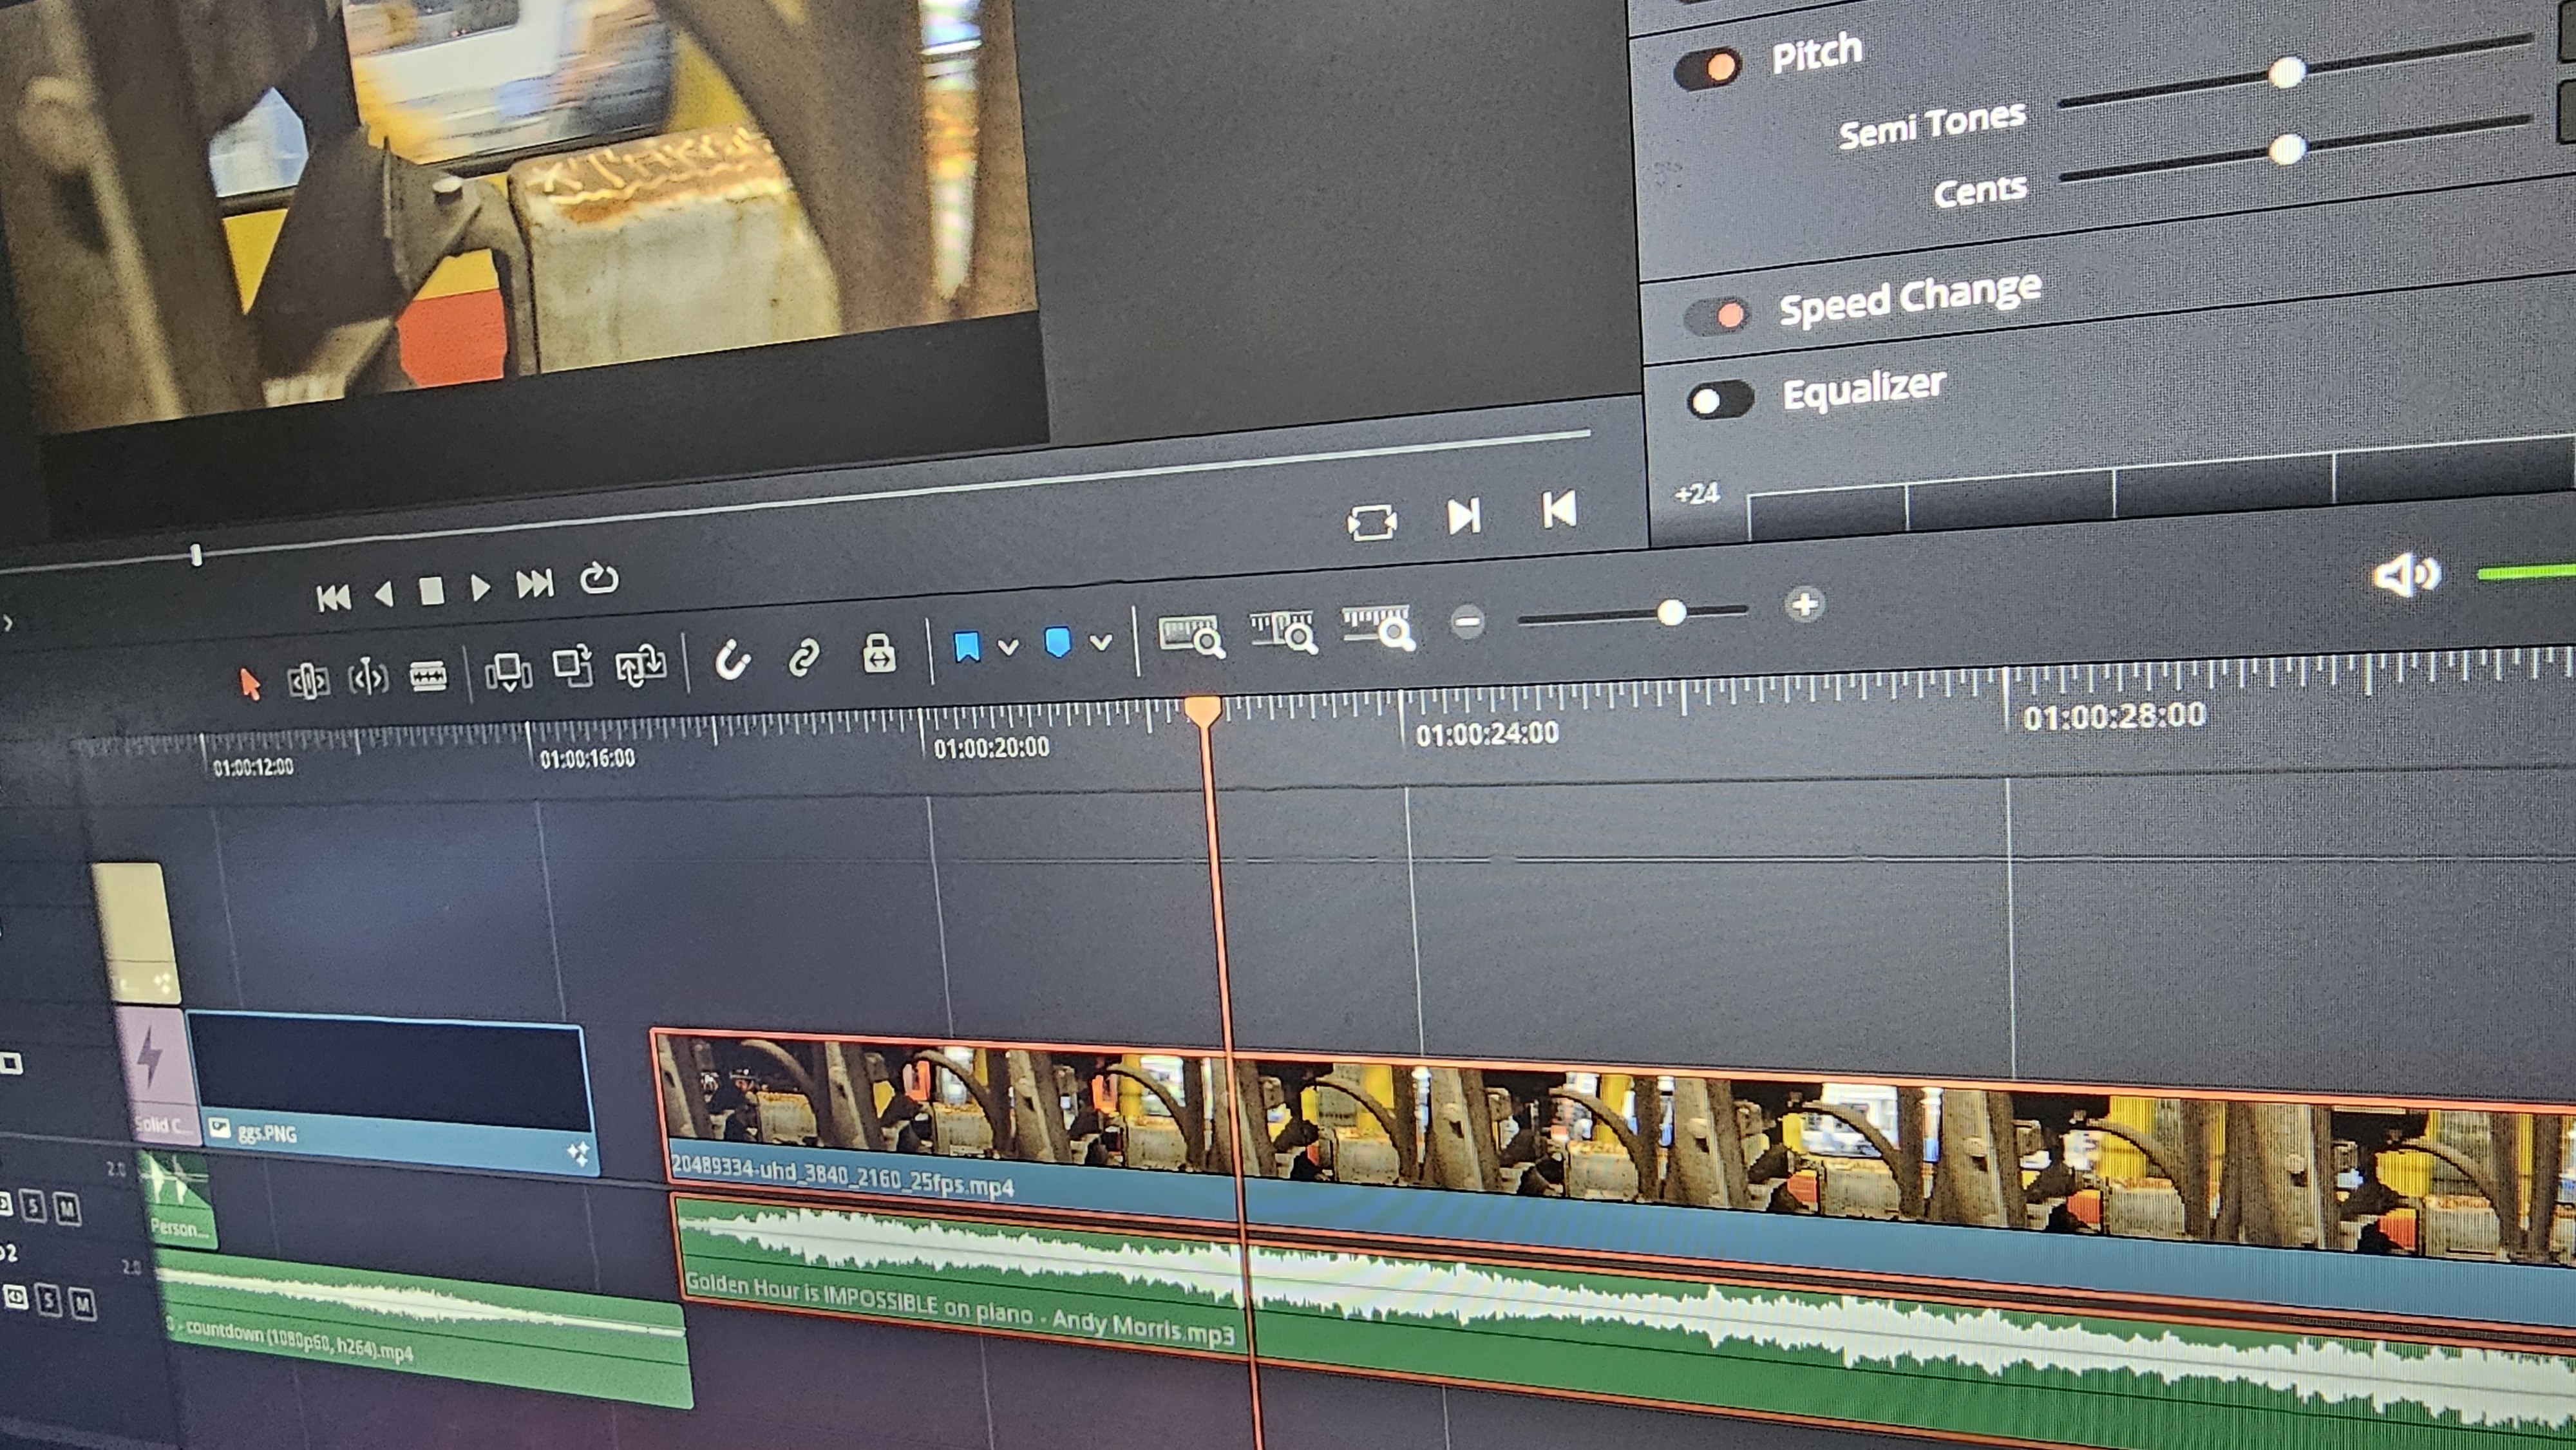 Pitch
Semi Tones
Cents
Speed Change
Equalizer
+24
01:00:12:00
01:00:16:00
01:00:20:00
01:00:24:00
01:00:28:00
Solid C...
ggs.PNG
20489334-uhd_3840_2160_25fps.mp4
2.0
S M
Person...
2
2.0
S M
Golden Hour is IMPOSSIBLE on piano - Andy Morris.mp3
- countdown (1080p60, h264).mp4